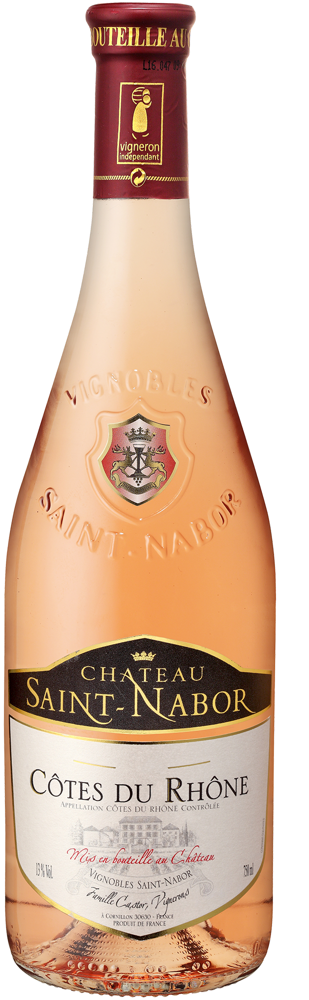 BOUTEILLE AU
L16.047 09
vigneron
independant
VIGNOBLES
SAINT-NABOR
CHATEAU
SAINT-NABOR
CÔTES DU RHÔNE
APPELLATION CÔTES DU RHÔNE CONTRÔLÉE
Mis en bouteille au Château
13 % Vol.
VIGNOBLES SAINT-NABOR
750 ml
Famille Castor, Vignerons
À CORNILLON 30630 - FRANCE
PRODUIT DE FRANCE
CONTAINS SULPHITES